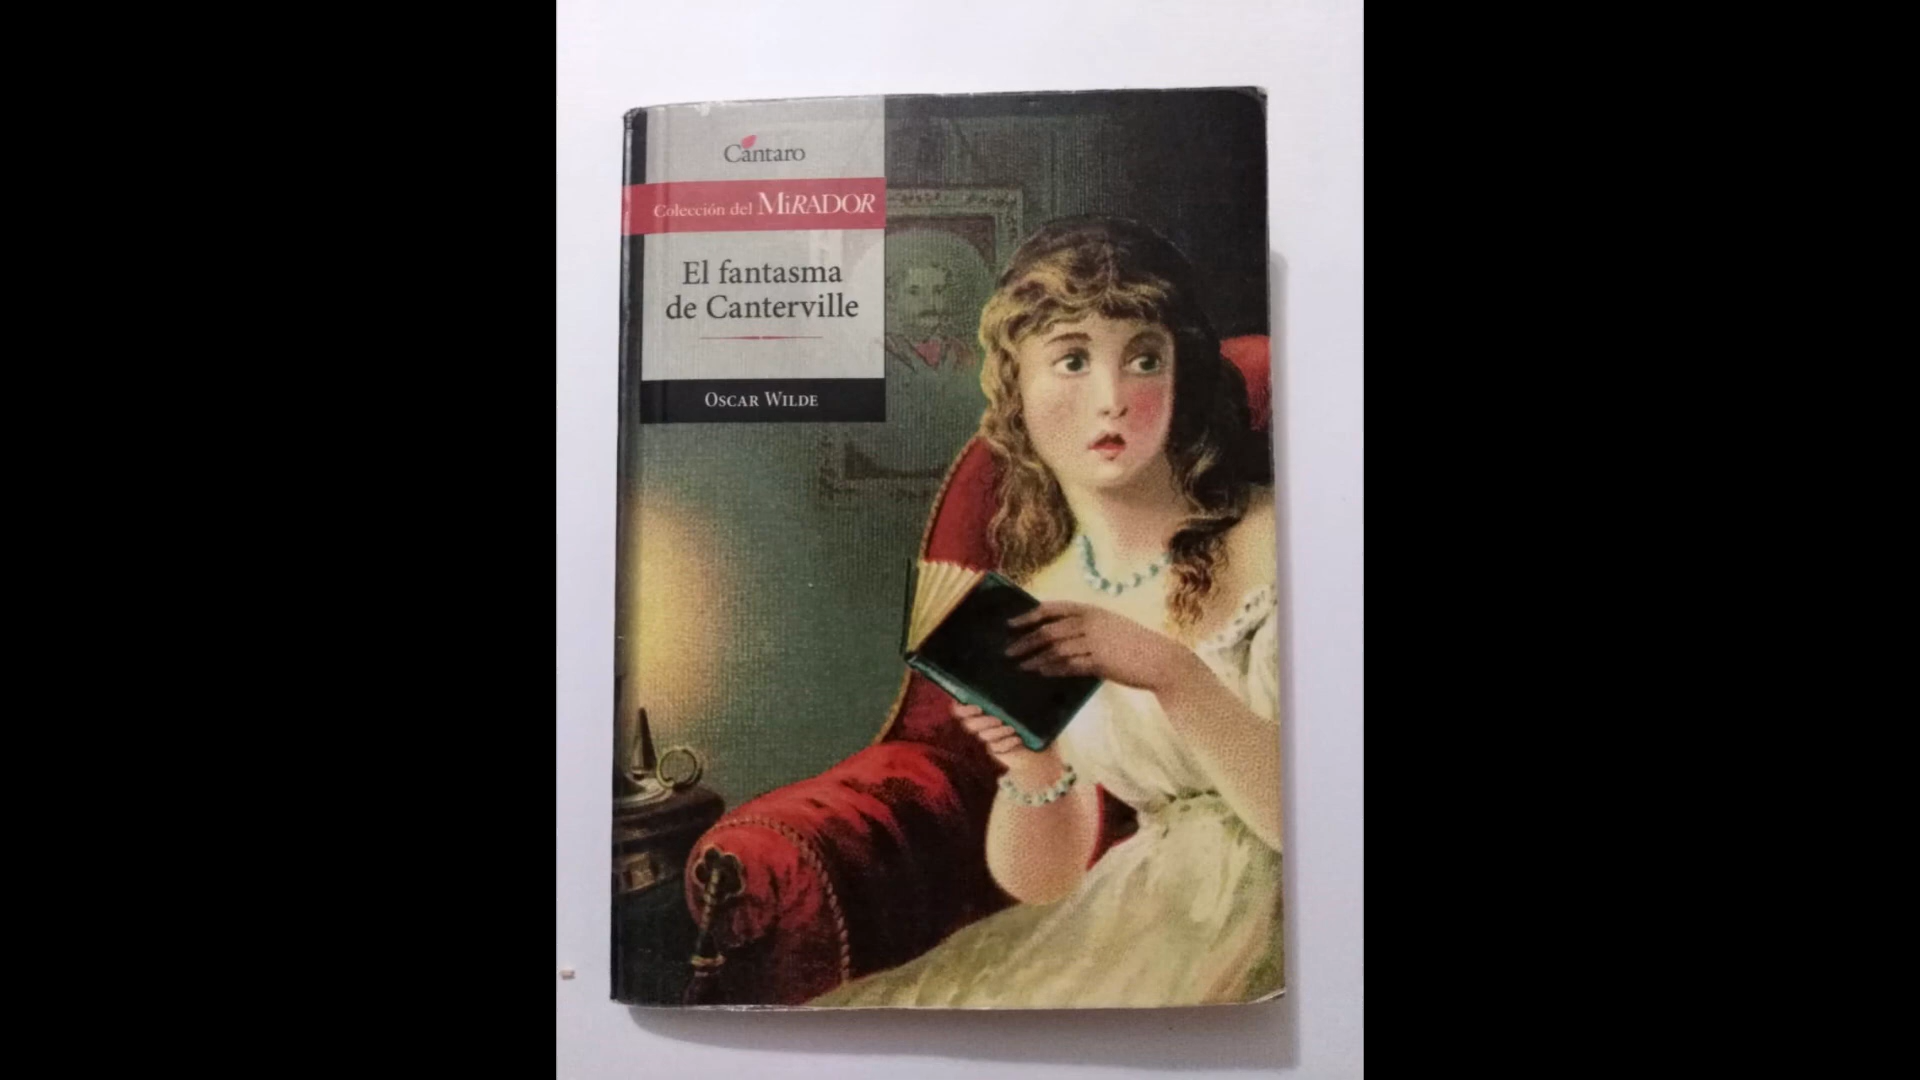 Cántaro
Colección del MiRADOR
El fantasma
de Canterville
OSCAR WILDE